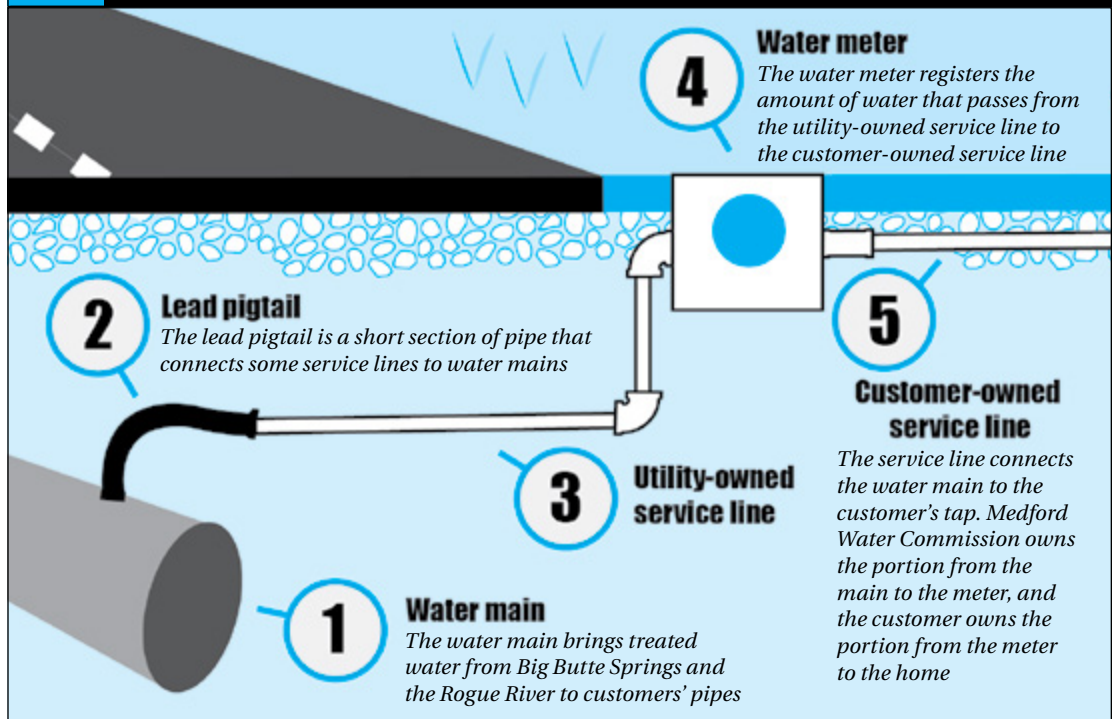 4
Water meter
The water meter registers the
amount of water that passes from
the utility-owned service line to
the customer-owned service line
2
Lead pigtail
The lead pigtail is a short section of pipe that
connects some service lines to water mains
5
Customer-owned
service line
The service line connects
the water main to the
customer’s tap. Medford
Water Commission owns
the portion from the
main to the meter, and
the customer owns the
portion from the meter
to the home
3
Utility-owned
service line
1
Water main
The water main brings treated
water from Big Butte Springs and
the Rogue River to customers’ pipes